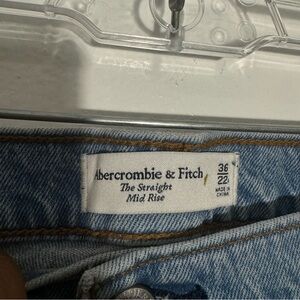 Abercrombie & Fitch
The Straight
Mid Rise
36
22
MADE IN
CHINA